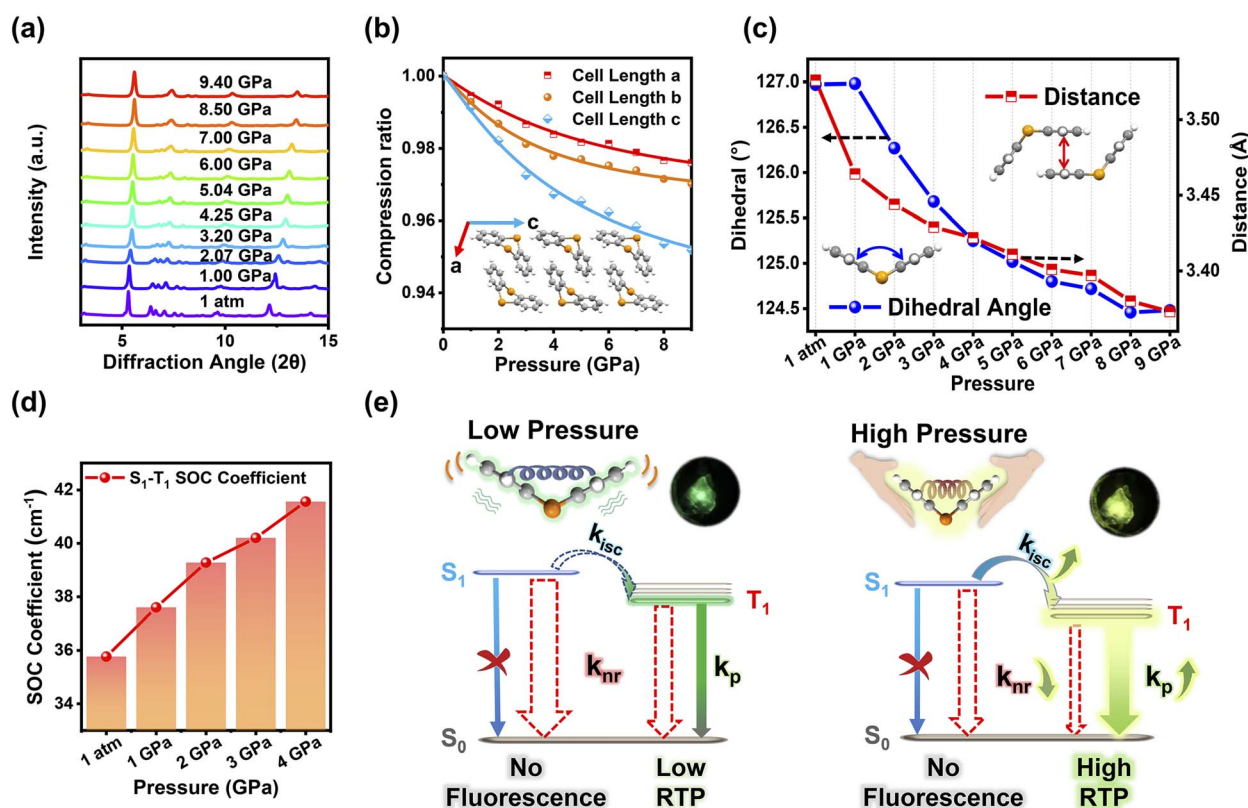 (a)
9.40 GPa
8.50 GPa
7.00 GPa
6.00 GPa
5.04 GPa
4.25 GPa
3.20 GPa
2.07 GPa
1.00 GPa
1 atm
Intensity (a.u.)
5
10
15
Diffraction Angle (2θ)
(b)
Cell Length a
Cell Length b
Cell Length c
1.00
0.98
0.96
0.94
Compression ratio
c
a
0
2
4
6
8
Pressure (GPa)
(c)
127.0
126.5
126.0
125.5
125.0
124.5
Dihedral (°)
Distance
Dihedral Angle
3.50
3.45
3.40
Distance (Å)
1 atm
1 GPa
2 GPa
3 GPa
4 GPa
5 GPa
6 GPa
7 GPa
8 GPa
9 GPa
Pressure
(d)
S₁-T₁ SOC Coefficient
42
40
38
36
34
SOC Coefficient (cm⁻¹)
1 atm
1 GPa
2 GPa
3 GPa
4 GPa
Pressure (GPa)
(e)
Low Pressure
kisc
S₁
T₁
knr
kp
S₀
No
Fluorescence
Low
RTP
High Pressure
kisc
S₁
T₁
knr
kp
S₀
No
Fluorescence
High
RTP